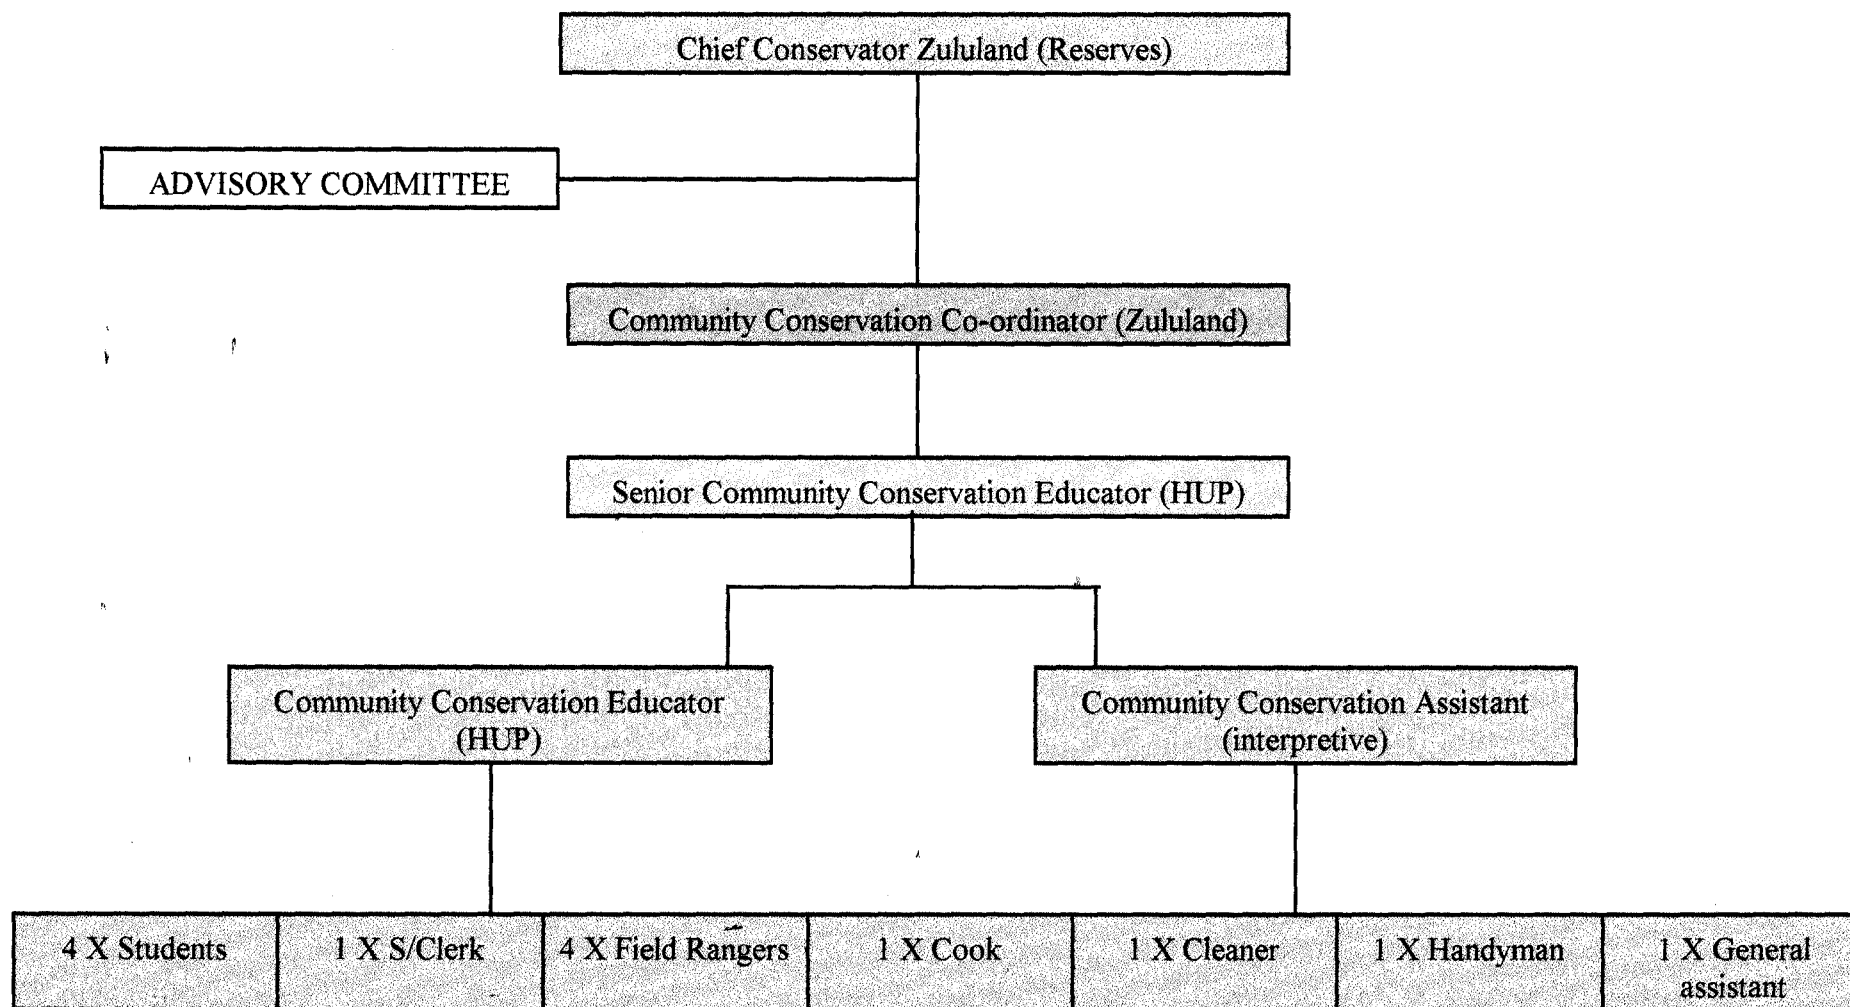 Chief Conservator Zululand (Reserves)
ADVISORY COMMITTEE
Community Conservation Co-ordinator (Zululand)
Senior Community Conservation Educator (HUP)
Community Conservation Educator
(HUP)
Community Conservation Assistant
(interpretive)
4 X Students
1 X S/Clerk
4 X Field Rangers
1 X Cook
1 X Cleaner
1 X Handyman
1 X General
assistant